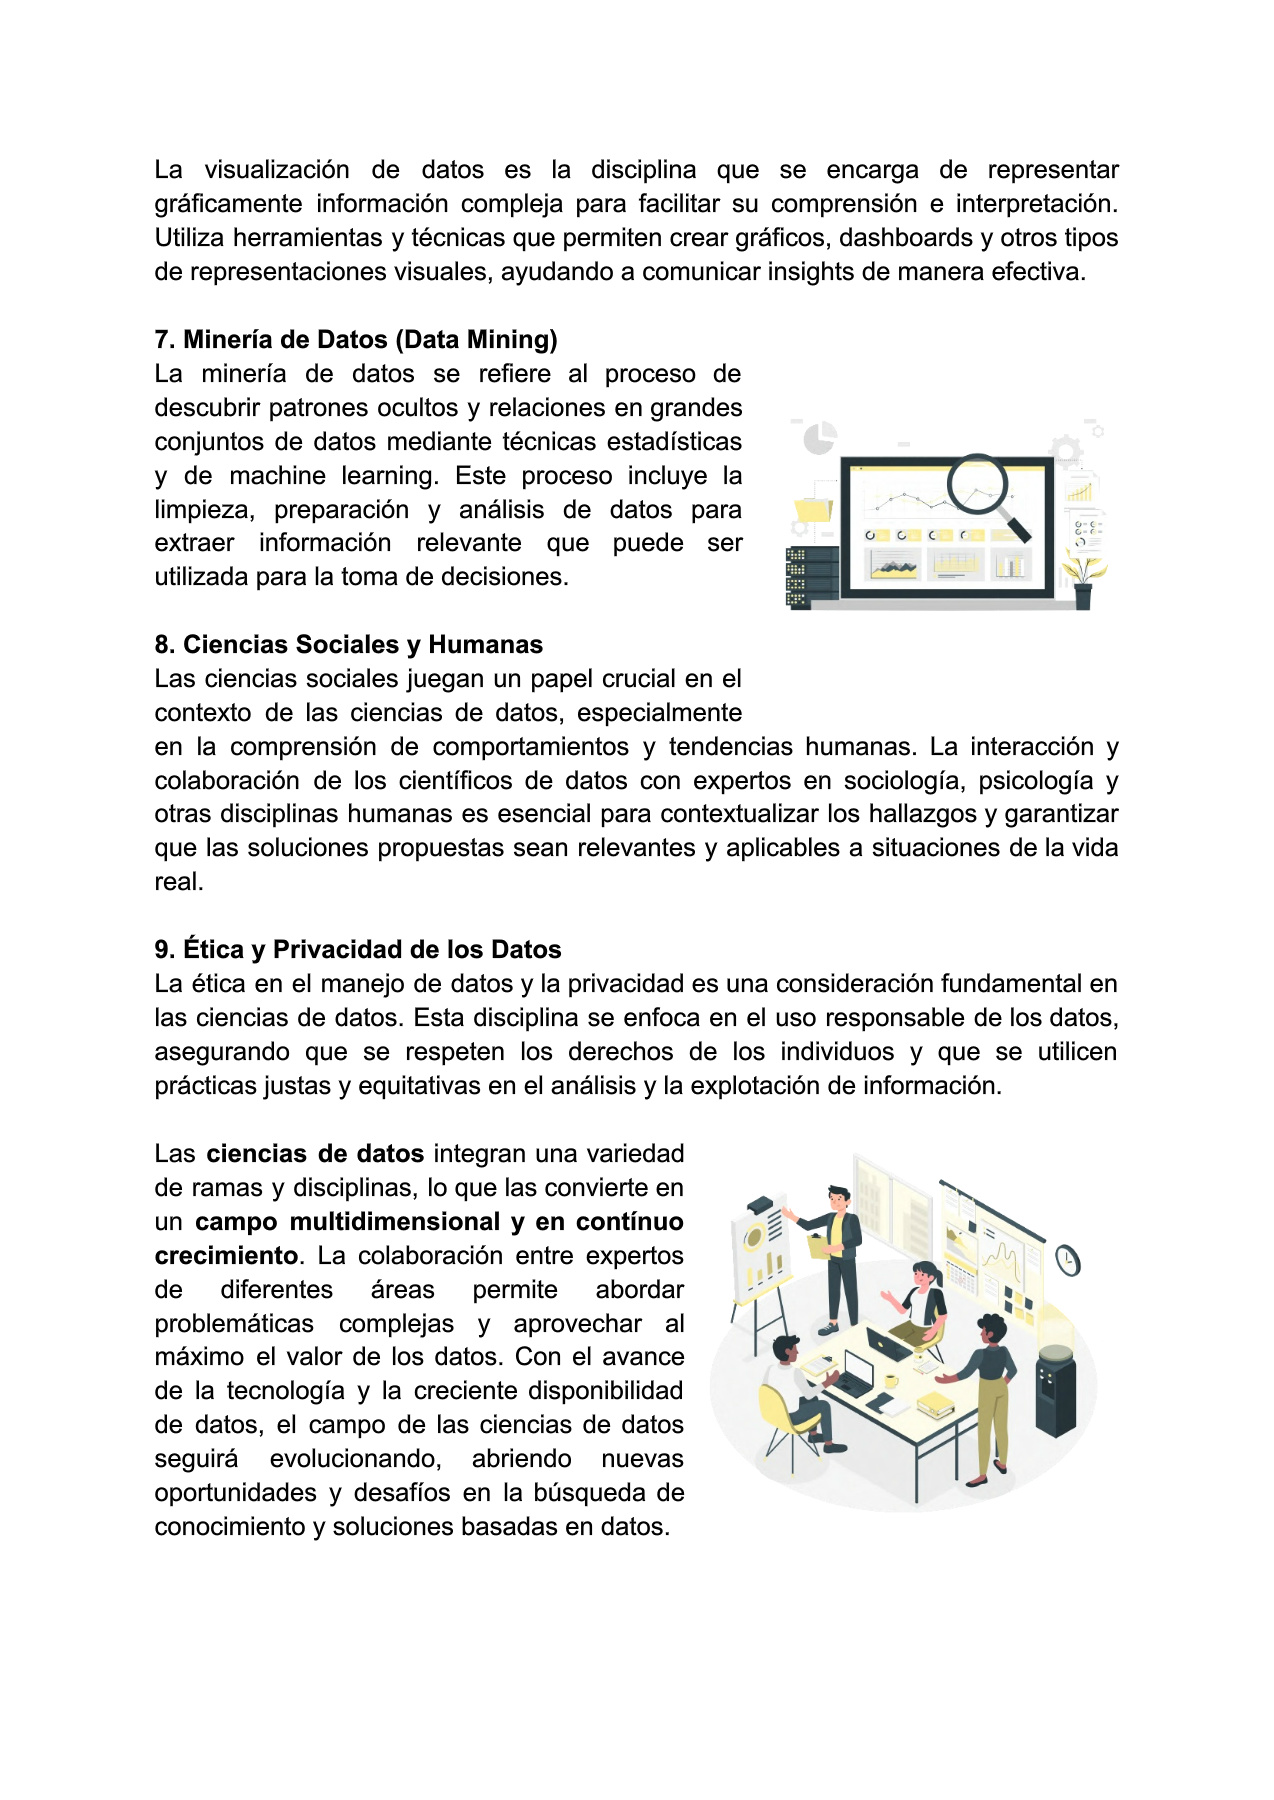 La visualización de datos es la disciplina que se encarga de representar
gráficamente información compleja para facilitar su comprensión e interpretación.
Utiliza herramientas y técnicas que permiten crear gráficos, dashboards y otros tipos
de representaciones visuales, ayudando a comunicar insights de manera efectiva.
7. Minería de Datos (Data Mining)
La minería de datos se refiere al proceso de
descubrir patrones ocultos y relaciones en grandes
conjuntos de datos mediante técnicas estadísticas
y de machine learning. Este proceso incluye la
limpieza, preparación y análisis de datos para
extraer información relevante que puede ser
utilizada para la toma de decisiones.
8. Ciencias Sociales y Humanas
Las ciencias sociales juegan un papel crucial en el
contexto de las ciencias de datos, especialmente
en la comprensión de comportamientos y tendencias humanas. La interacción y
colaboración de los científicos de datos con expertos en sociología, psicología y
otras disciplinas humanas es esencial para contextualizar los hallazgos y garantizar
que las soluciones propuestas sean relevantes y aplicables a situaciones de la vida
real.
9. Ética y Privacidad de los Datos
La ética en el manejo de datos y la privacidad es una consideración fundamental en
las ciencias de datos. Esta disciplina se enfoca en el uso responsable de los datos,
asegurando que se respeten los derechos de los individuos y que se utilicen
prácticas justas y equitativas en el análisis y la explotación de información.
Las ciencias de datos integran una variedad
de ramas y disciplinas, lo que las convierte en
un campo multidimensional y en contínuo
crecimiento. La colaboración entre expertos
de diferentes áreas permite abordar
problemáticas complejas y aprovechar al
máximo el valor de los datos. Con el avance
de la tecnología y la creciente disponibilidad
de datos, el campo de las ciencias de datos
seguirá evolucionando, abriendo nuevas
oportunidades y desafíos en la búsqueda de
conocimiento y soluciones basadas en datos.